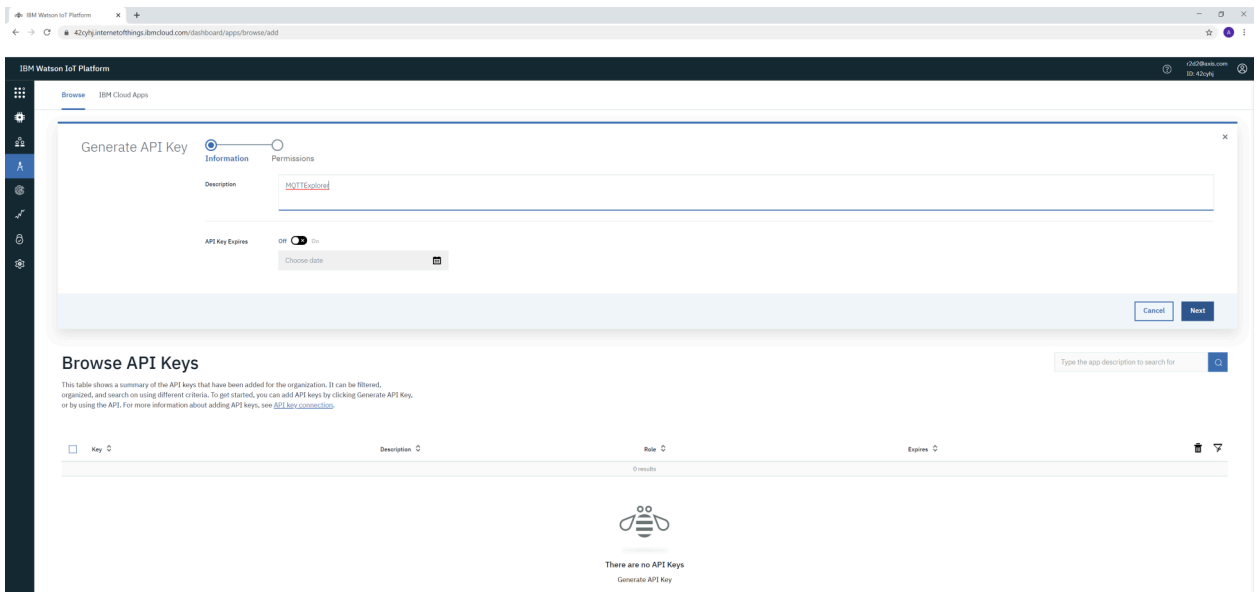 IBM Watson IoT Platform
42cyhj.internetofthings.ibmcloud.com/dashboard/apps/browse/add
A
IBM Watson IoT Platform
r2d2@axis.com
ID: 42cyhj
Browse IBM Cloud Apps
Generate API Key
Information Permissions
Description MQTTExplorer
API Key Expires Off On
Choose date
Cancel Next
Browse API Keys
Type the app description to search for
This table shows a summary of the API keys that have been added for the organization. It can be filtered,
organized, and search on using different criteria. To get started, you can add API keys by clicking Generate API Key,
or by using the API. For more information about adding API keys, see API key connection.
Key Description Role Expires
0 results
There are no API Keys
Generate API Key